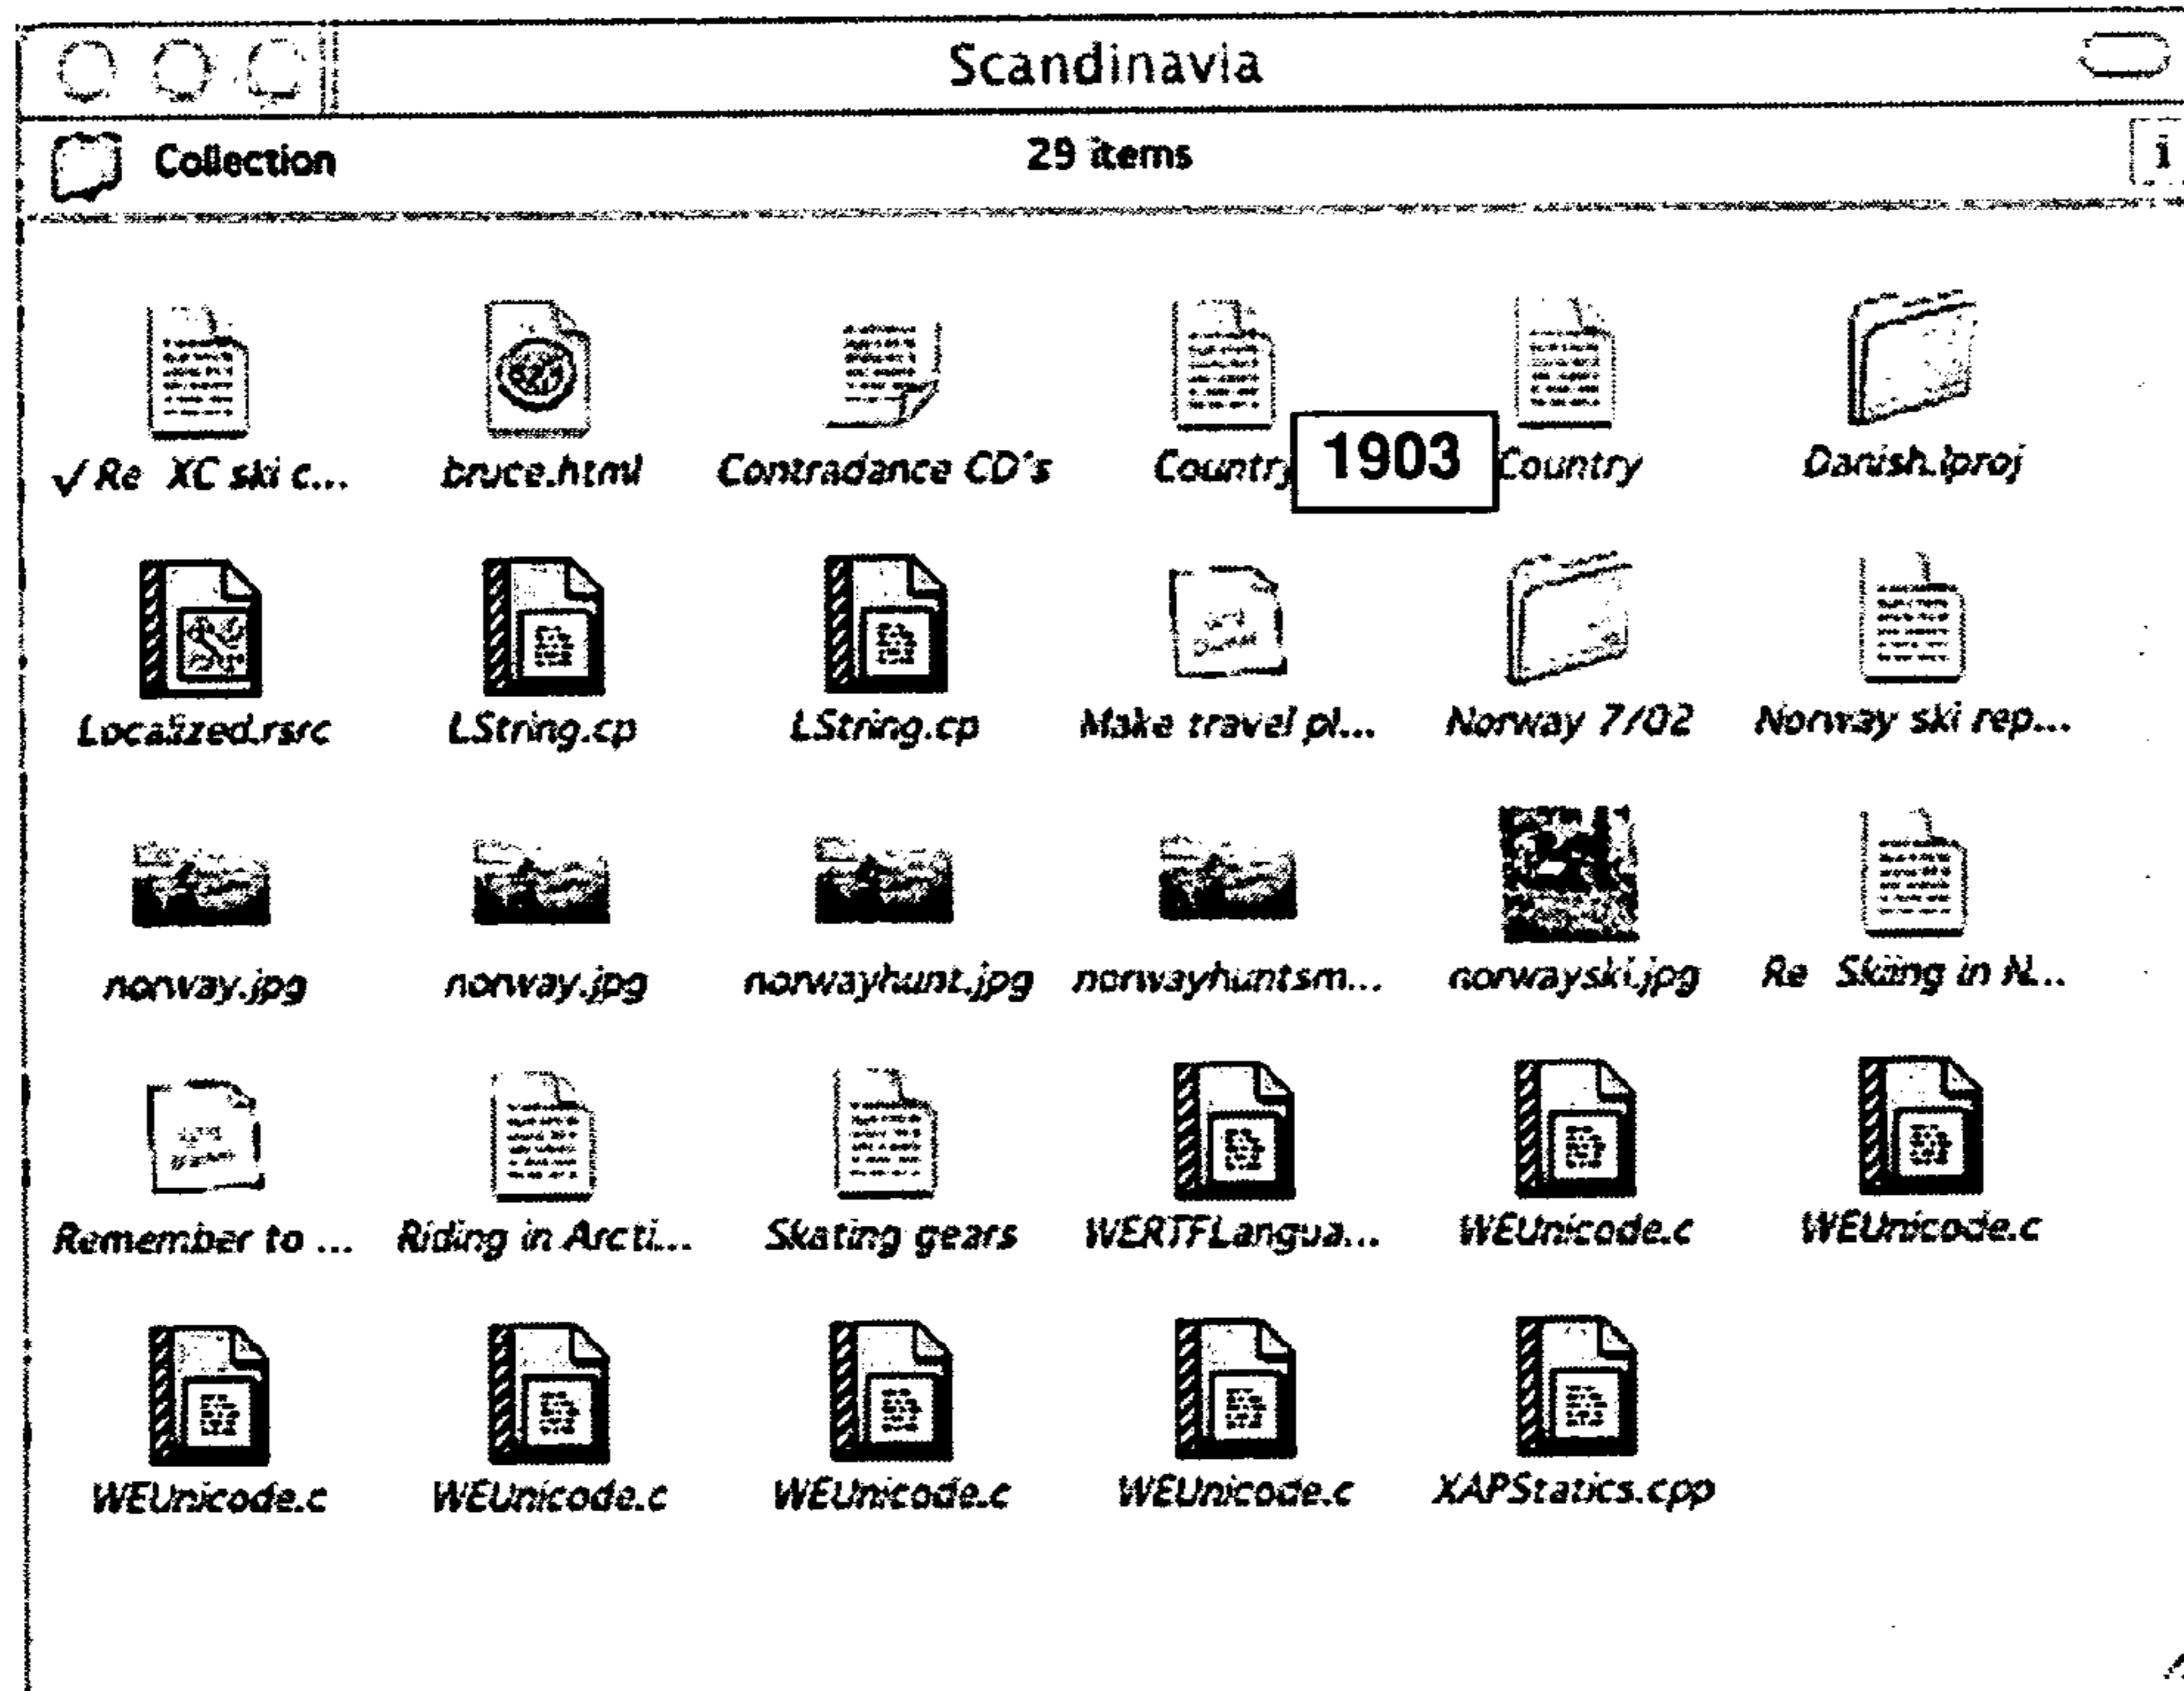 Scandinavia
Collection 29 items i
√ Re XC ski c... bruce.html Contradance CD's Country 1903 Country Danish.lproj
Localized.rsrc LString.cp LString.cp Make travel pl... Norway 7/02 Norway ski rep...
norway.jpg norway.jpg norwayhunt.jpg norwayhuntsm... norwayski.jpg Re Skiing in N...
Remember to ... Riding in Arcti... Skating gears WERTFLangua... WEUnicode.c WEUnicode.c
WEUnicode.c WEUnicode.c WEUnicode.c WEUnicode.c XAPStatics.cpp